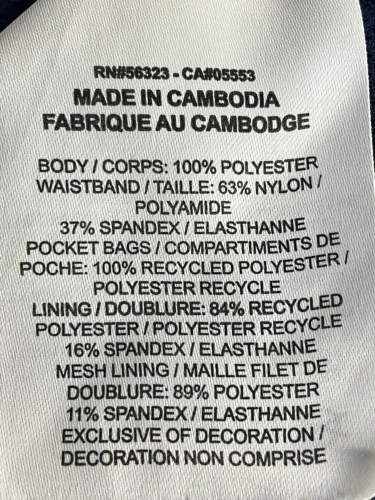 RN#56323 - CA#05553
MADE IN CAMBODIA
FABRIQUE AU CAMBODGE
BODY / CORPS: 100% POLYESTER
WAISTBAND / TAILLE: 63% NYLON /
POLYAMIDE
37% SPANDEX / ELASTHANNE
POCKET BAGS / COMPARTIMENTS DE
POCHE: 100% RECYCLED POLYESTER /
POLYESTER RECYCLE
LINING / DOUBLURE: 84% RECYCLED
POLYESTER / POLYESTER RECYCLE
16% SPANDEX / ELASTHANNE
MESH LINING / MAILLE FILET DE
DOUBLURE: 89% POLYESTER
11% SPANDEX / ELASTHANNE
EXCLUSIVE OF DECORATION /
DECORATION NON COMPRISE